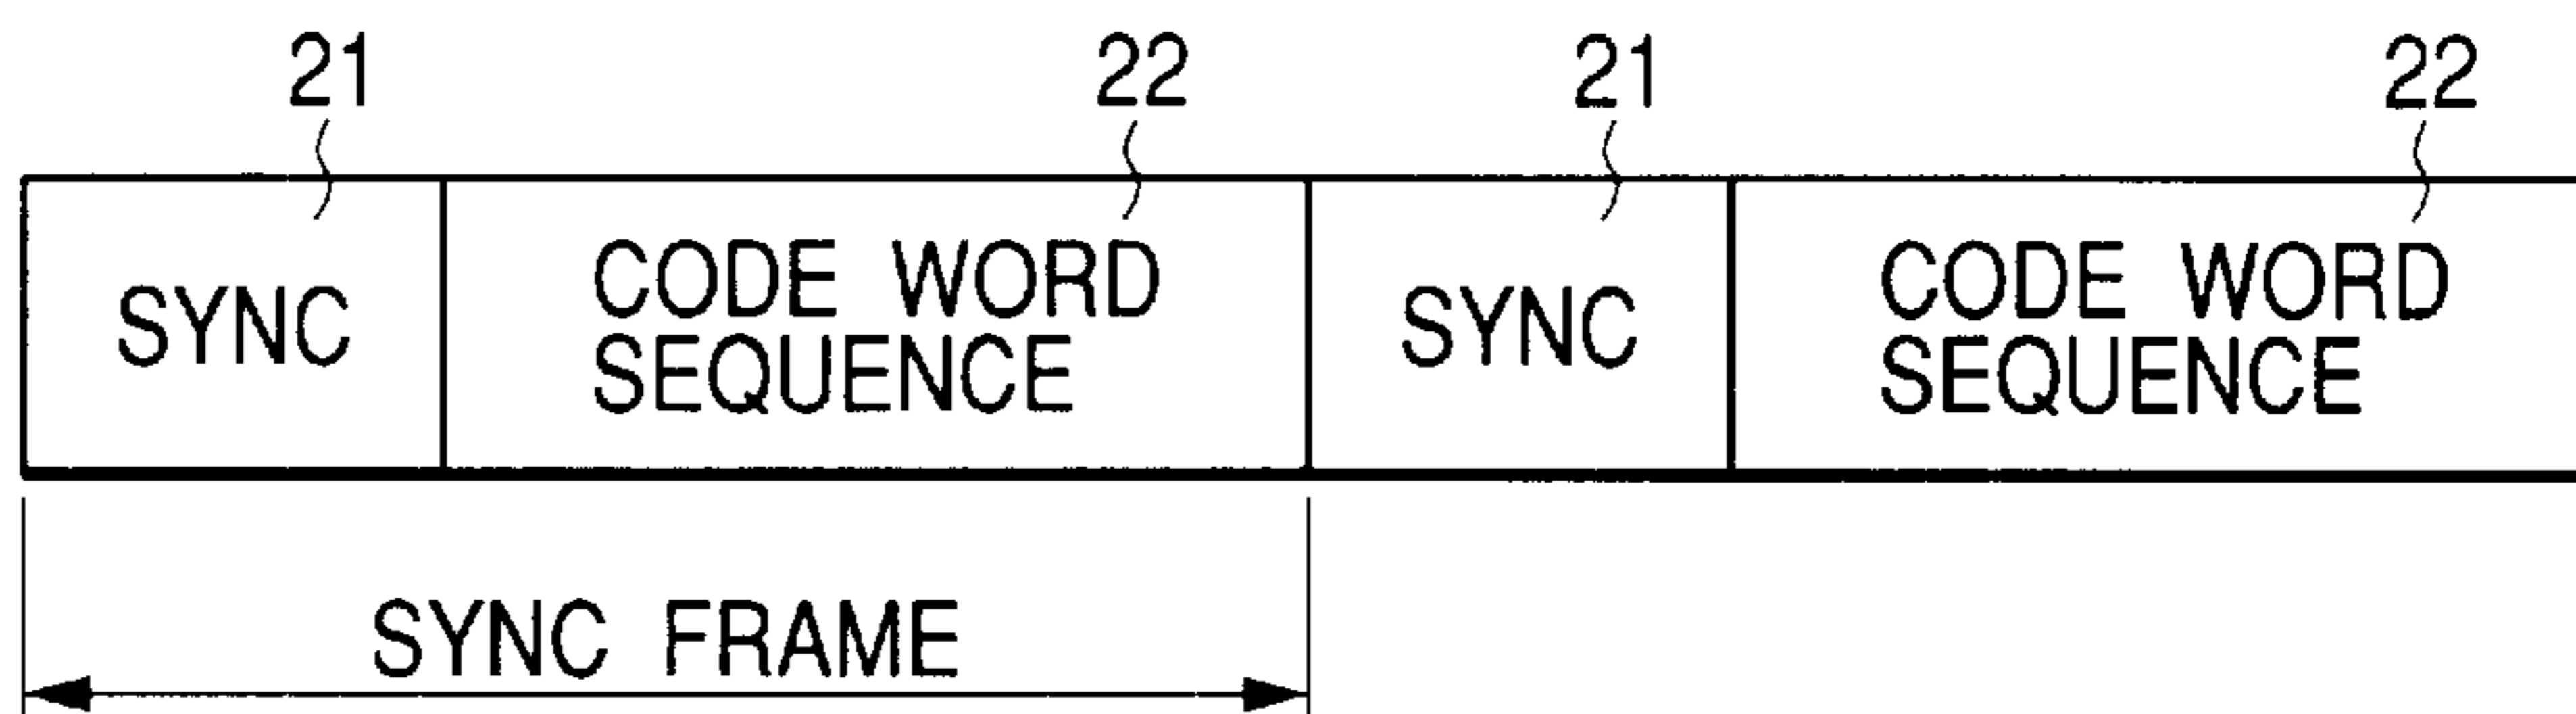 21 22 21 22
SYNC CODE WORD SEQUENCE SYNC CODE WORD SEQUENCE
SYNC FRAME